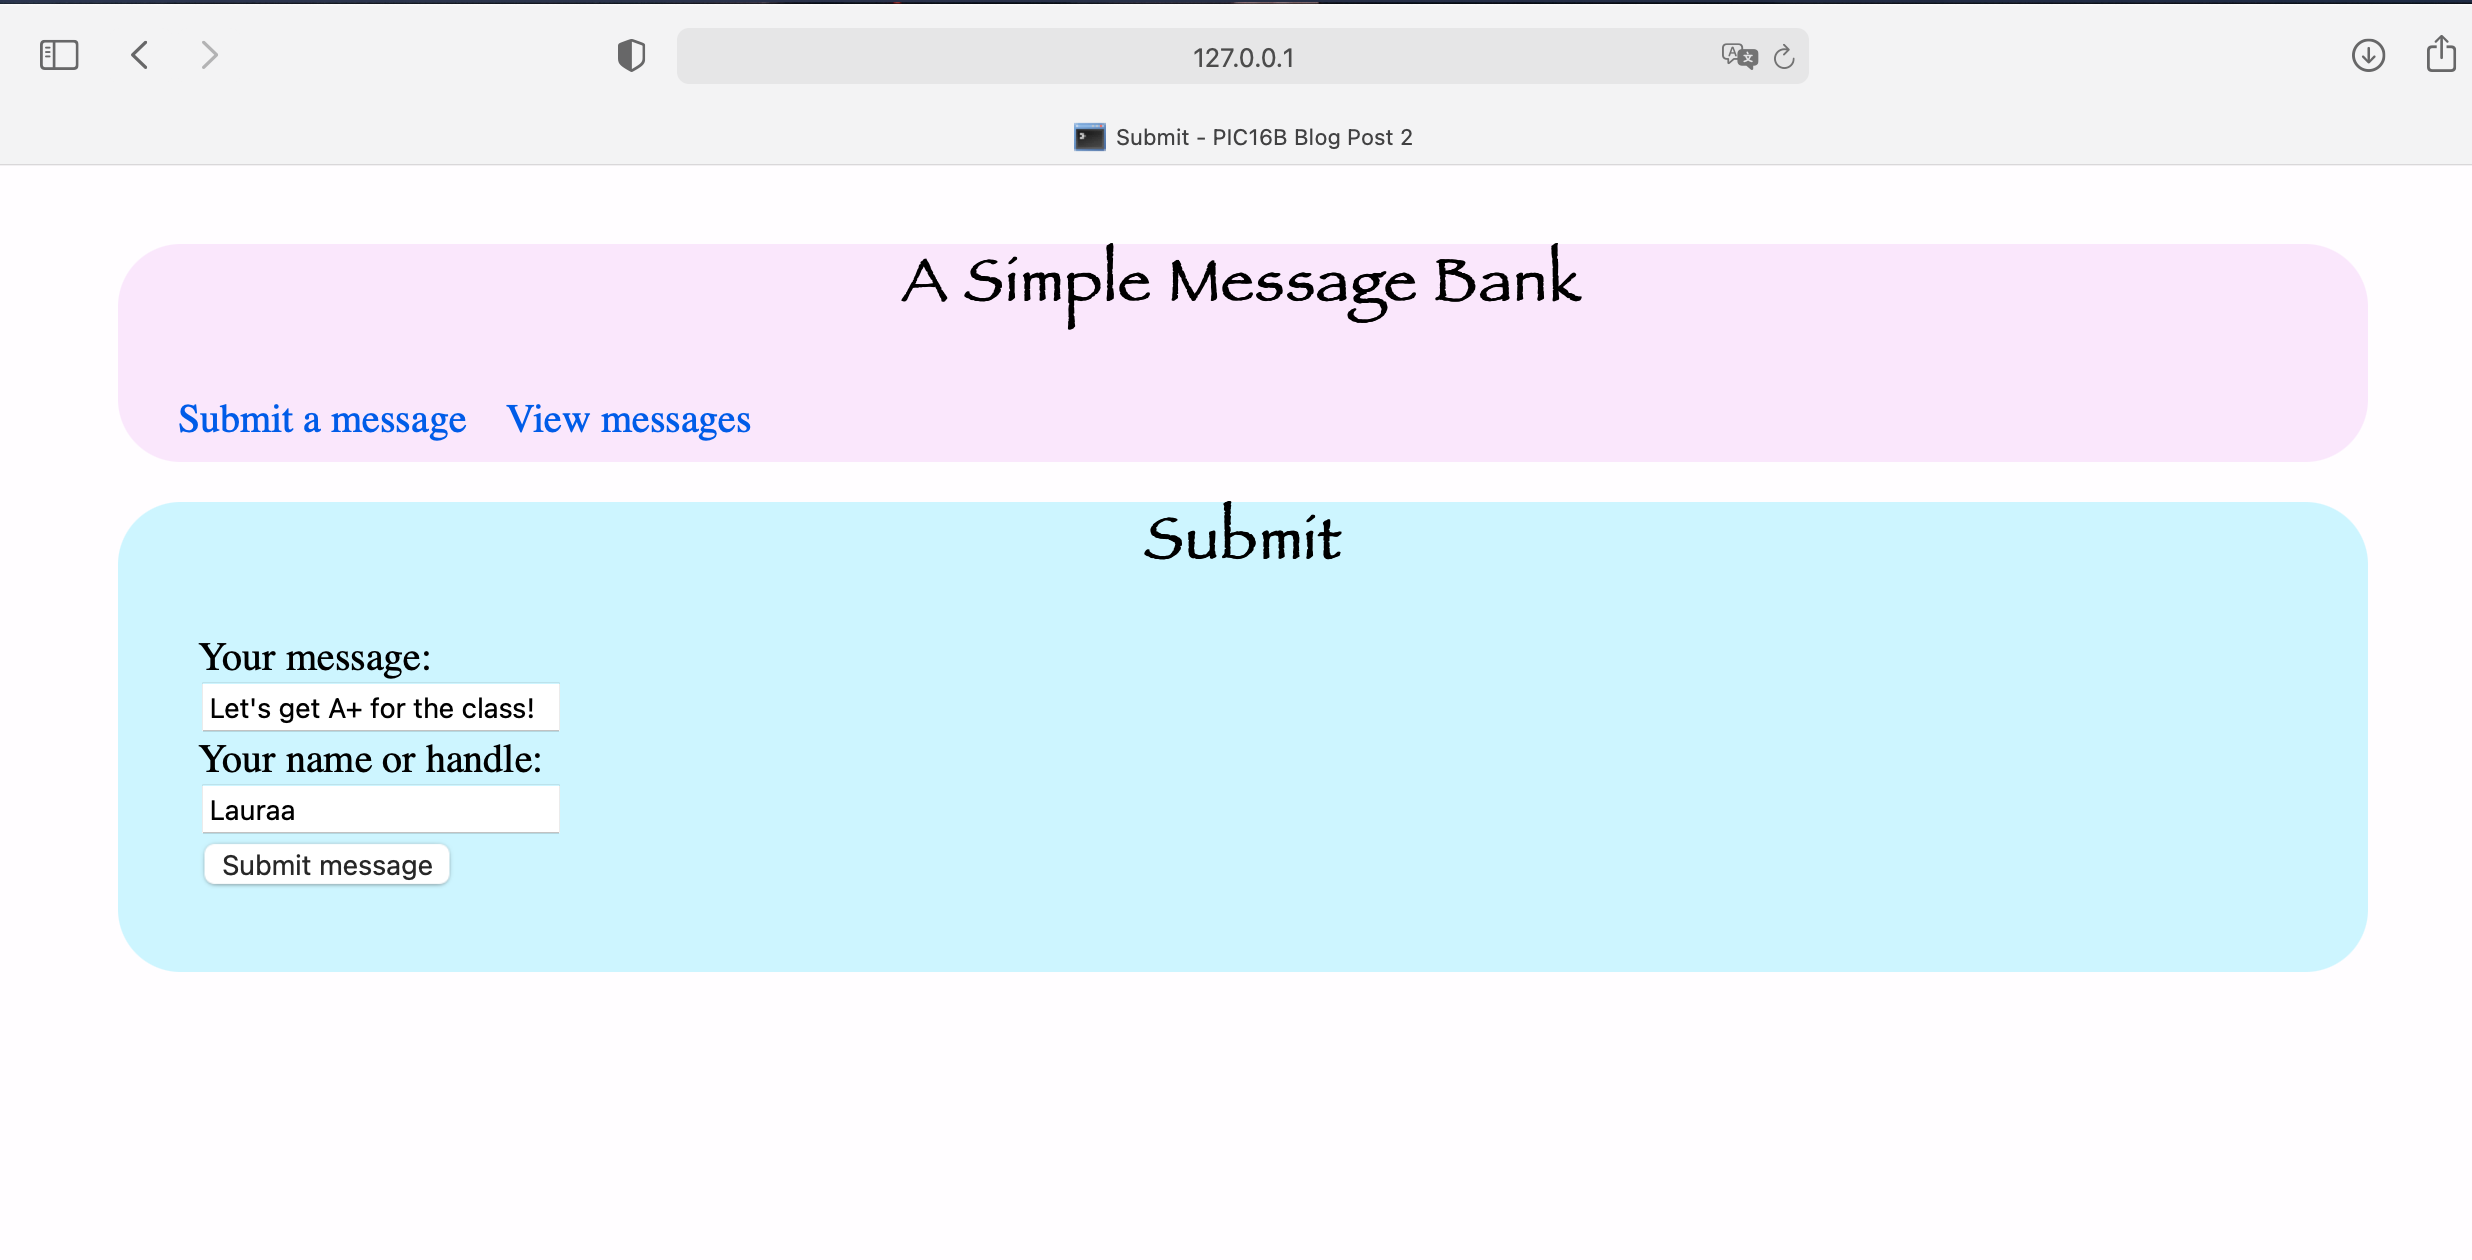 127.0.0.1
Submit - PIC16B Blog Post 2
A Simple Message Bank
Submit a message View messages
Submit
Your message:
Let's get A+ for the class!
Your name or handle:
Lauraa
Submit message